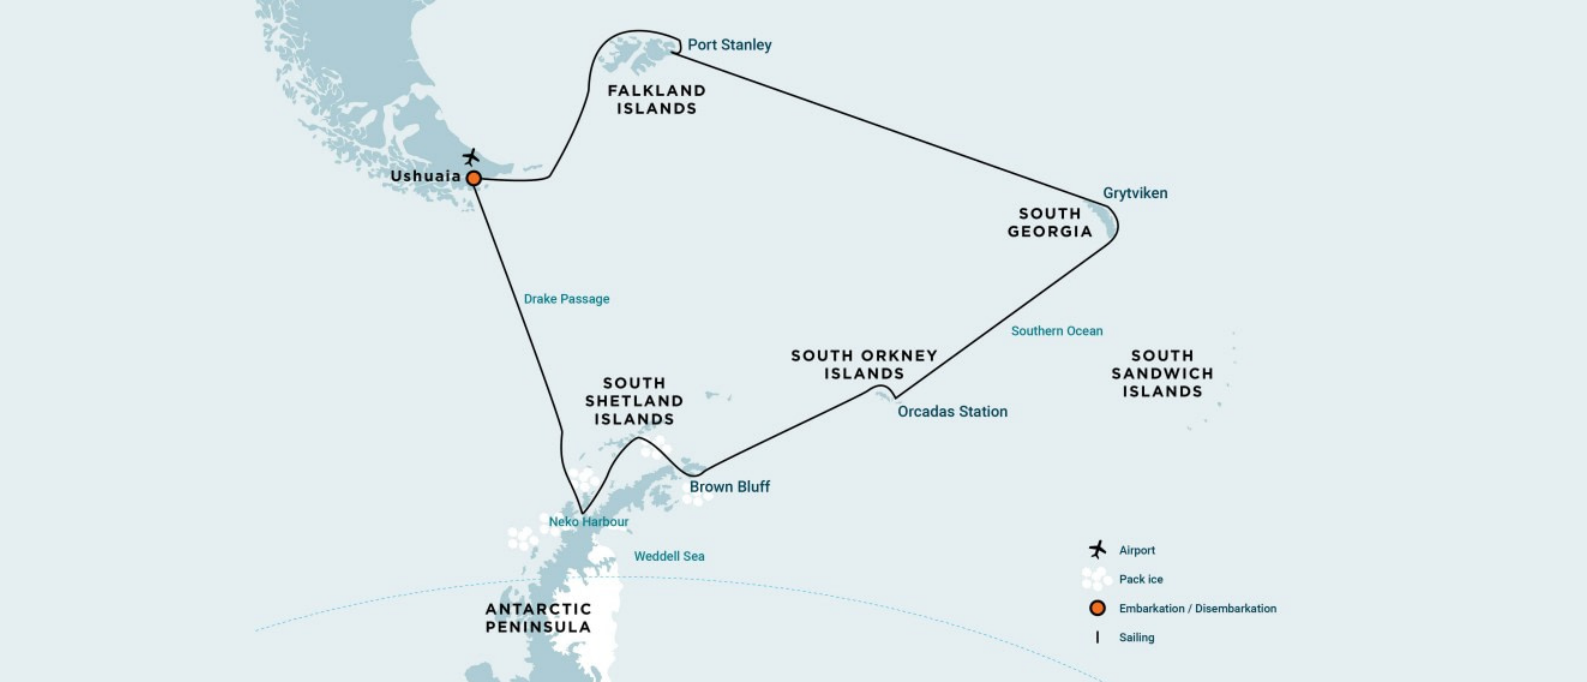 Port Stanley
FALKLAND
ISLANDS
Ushuaia
Grytviken
SOUTH
GEORGIA
Drake Passage
Southern Ocean
SOUTH ORKNEY
ISLANDS
SOUTH
SANDWICH
ISLANDS
SOUTH
SHETLAND
ISLANDS
Orcadas Station
Brown Bluff
Neko Harbour
Weddell Sea
ANTARCTIC
PENINSULA
Airport
Pack ice
Embarkation / Disembarkation
Sailing